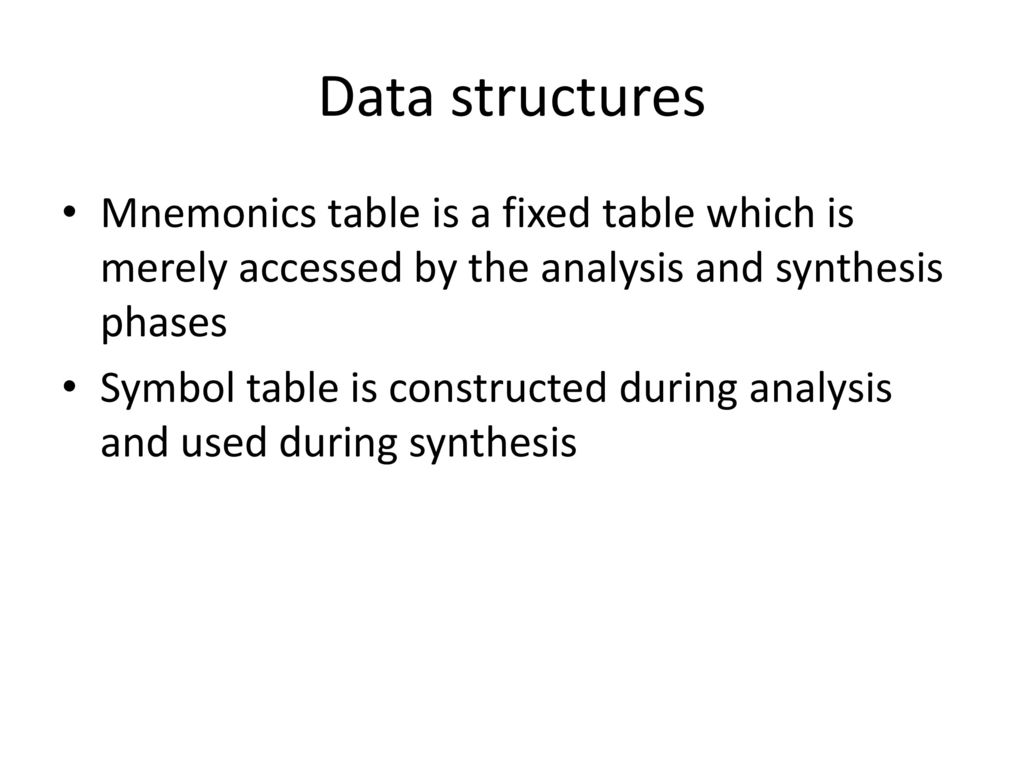 Data structures
• Mnemonics table is a fixed table which is
merely accessed by the analysis and synthesis
phases
• Symbol table is constructed during analysis
and used during synthesis